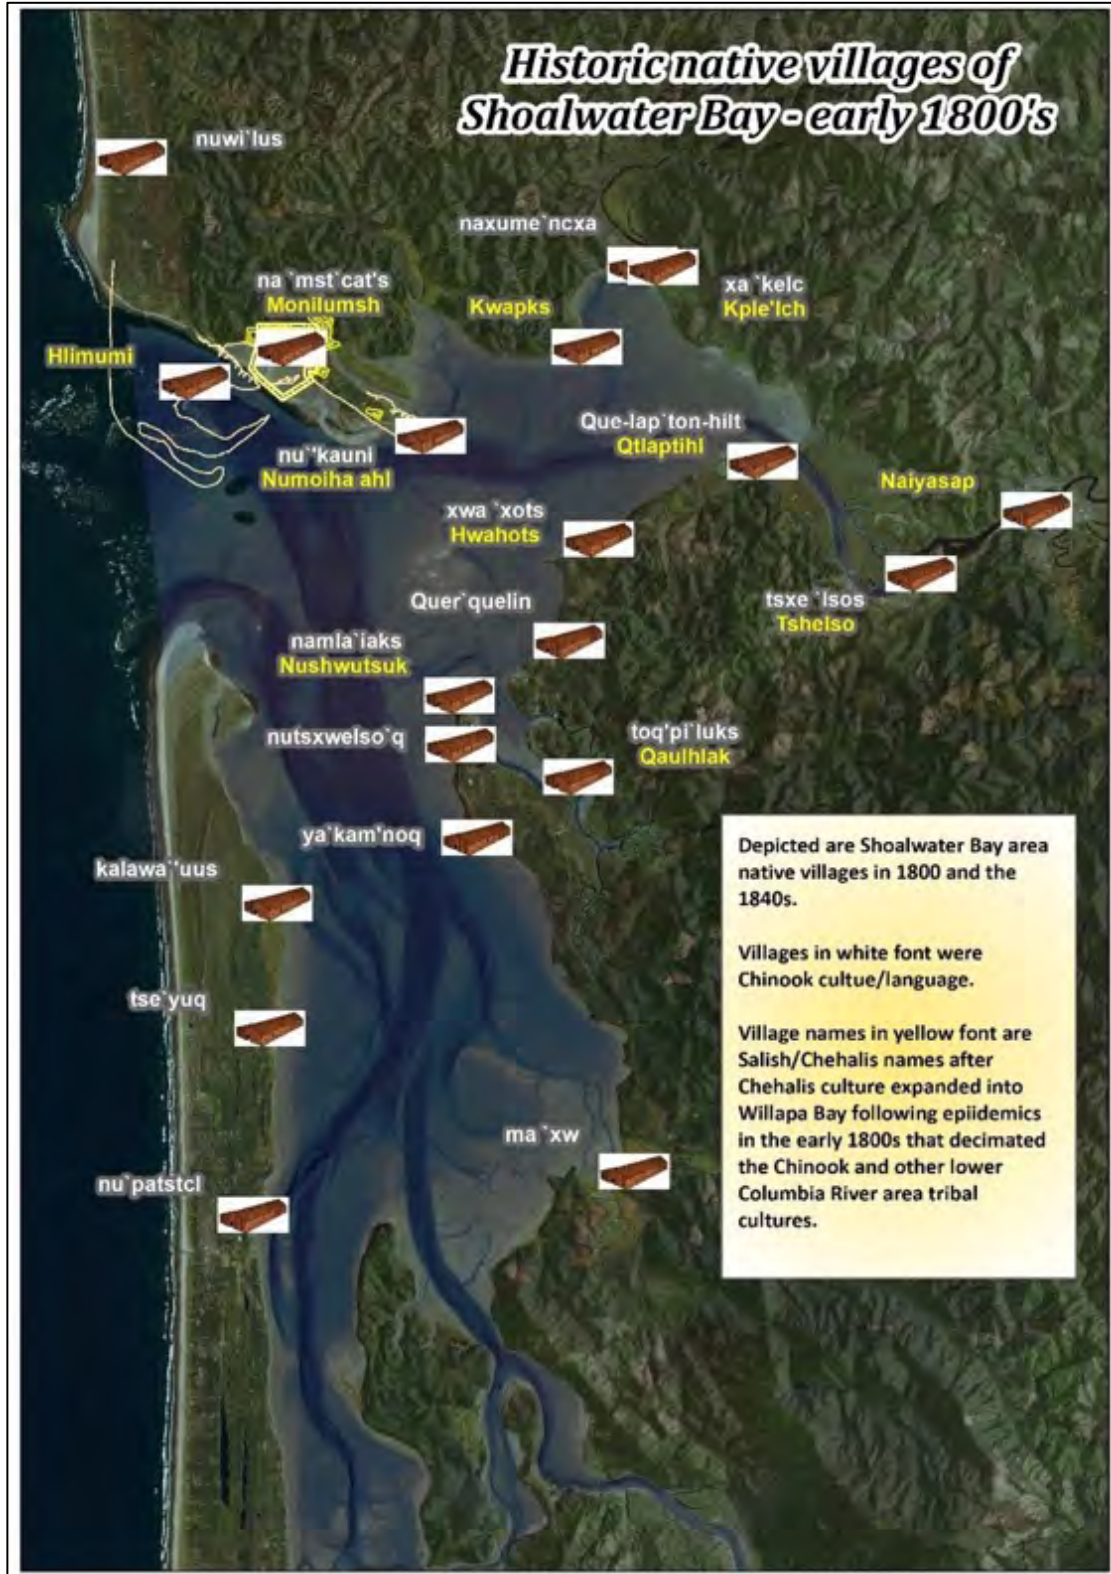 Historic native villages of
Shoalwater Bay - early 1800's
nuwi`lus
naxume`ncxa
na `mst`cat's
Monilumsh
xa `kelc
Kple'lch
Kwapks
Hlimumi
Que-lap`ton-hilt
Qtlaptihl
nu`'kauni
Numoiha ahl
Naiyasap
xwa `xots
Hwahots
Quer`quelin
tsxe `lsos
Tshelso
namla`iaks
Nushwutsuk
nutsxwelso`q
toq'pi`luks
Qaulhlak
ya`kam'noq
kalawa`'uus
tse`yuq
ma `xw
nu`patstcl
Depicted are Shoalwater Bay area
native villages in 1800 and the
1840s.
Villages in white font were
Chinook cultue/language.
Village names in yellow font are
Salish/Chehalis names after
Chehalis culture expanded into
Willapa Bay following epiidemics
in the early 1800s that decimated
the Chinook and other lower
Columbia River area tribal
cultures.